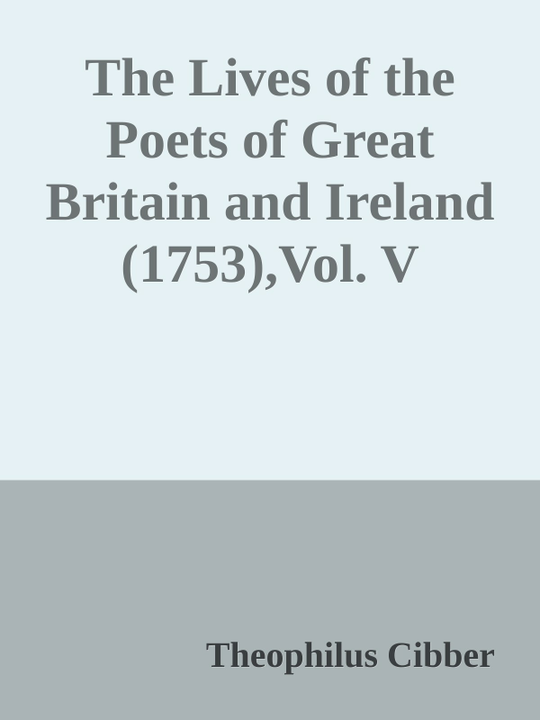 The Lives of the
Poets of Great
Britain and Ireland
(1753),Vol. V
Theophilus Cibber